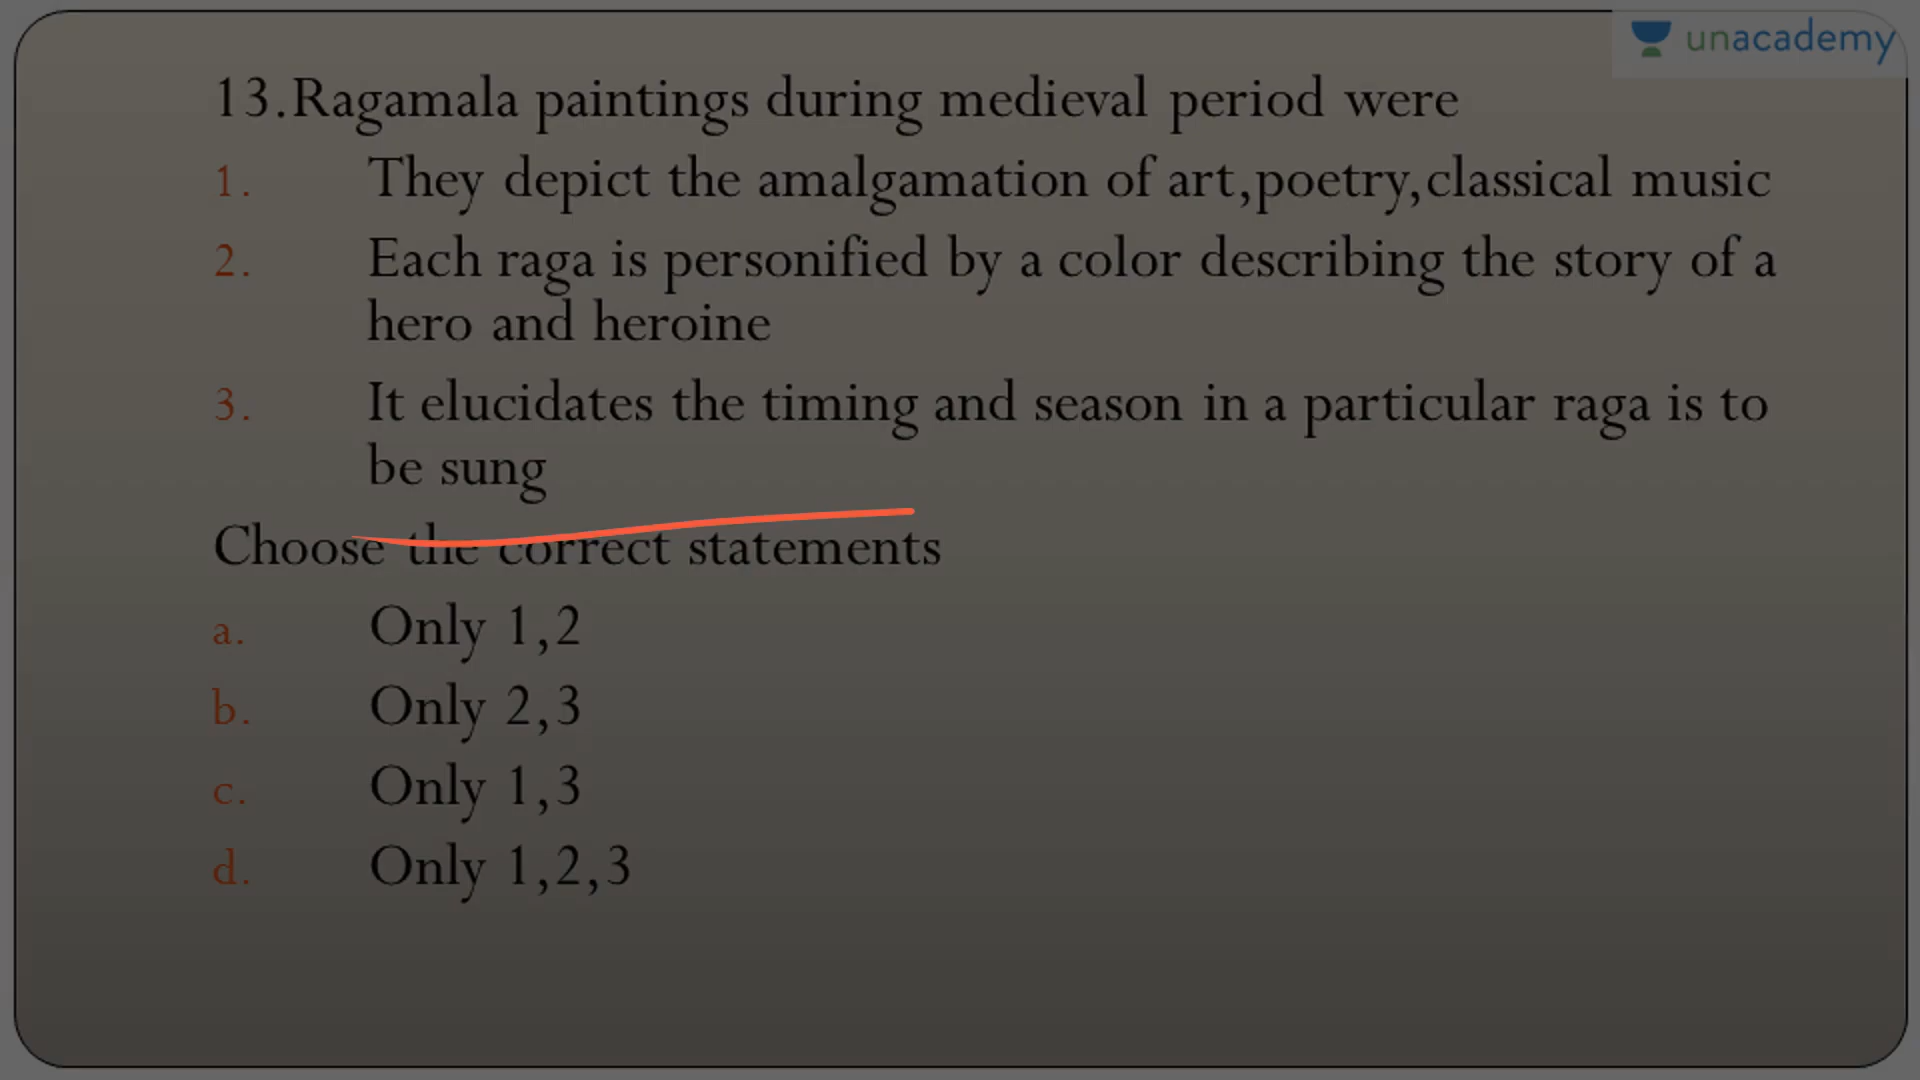 unacademy
13.Ragamala paintings during medieval period were
1. They depict the amalgamation of art,poetry,classical music
2. Each raga is personified by a color describing the story of a
hero and heroine
3. It elucidates the timing and season in a particular raga is to
be sung
Choose the correct statements
a. Only 1,2
b. Only 2,3
c. Only 1,3
d. Only 1,2,3